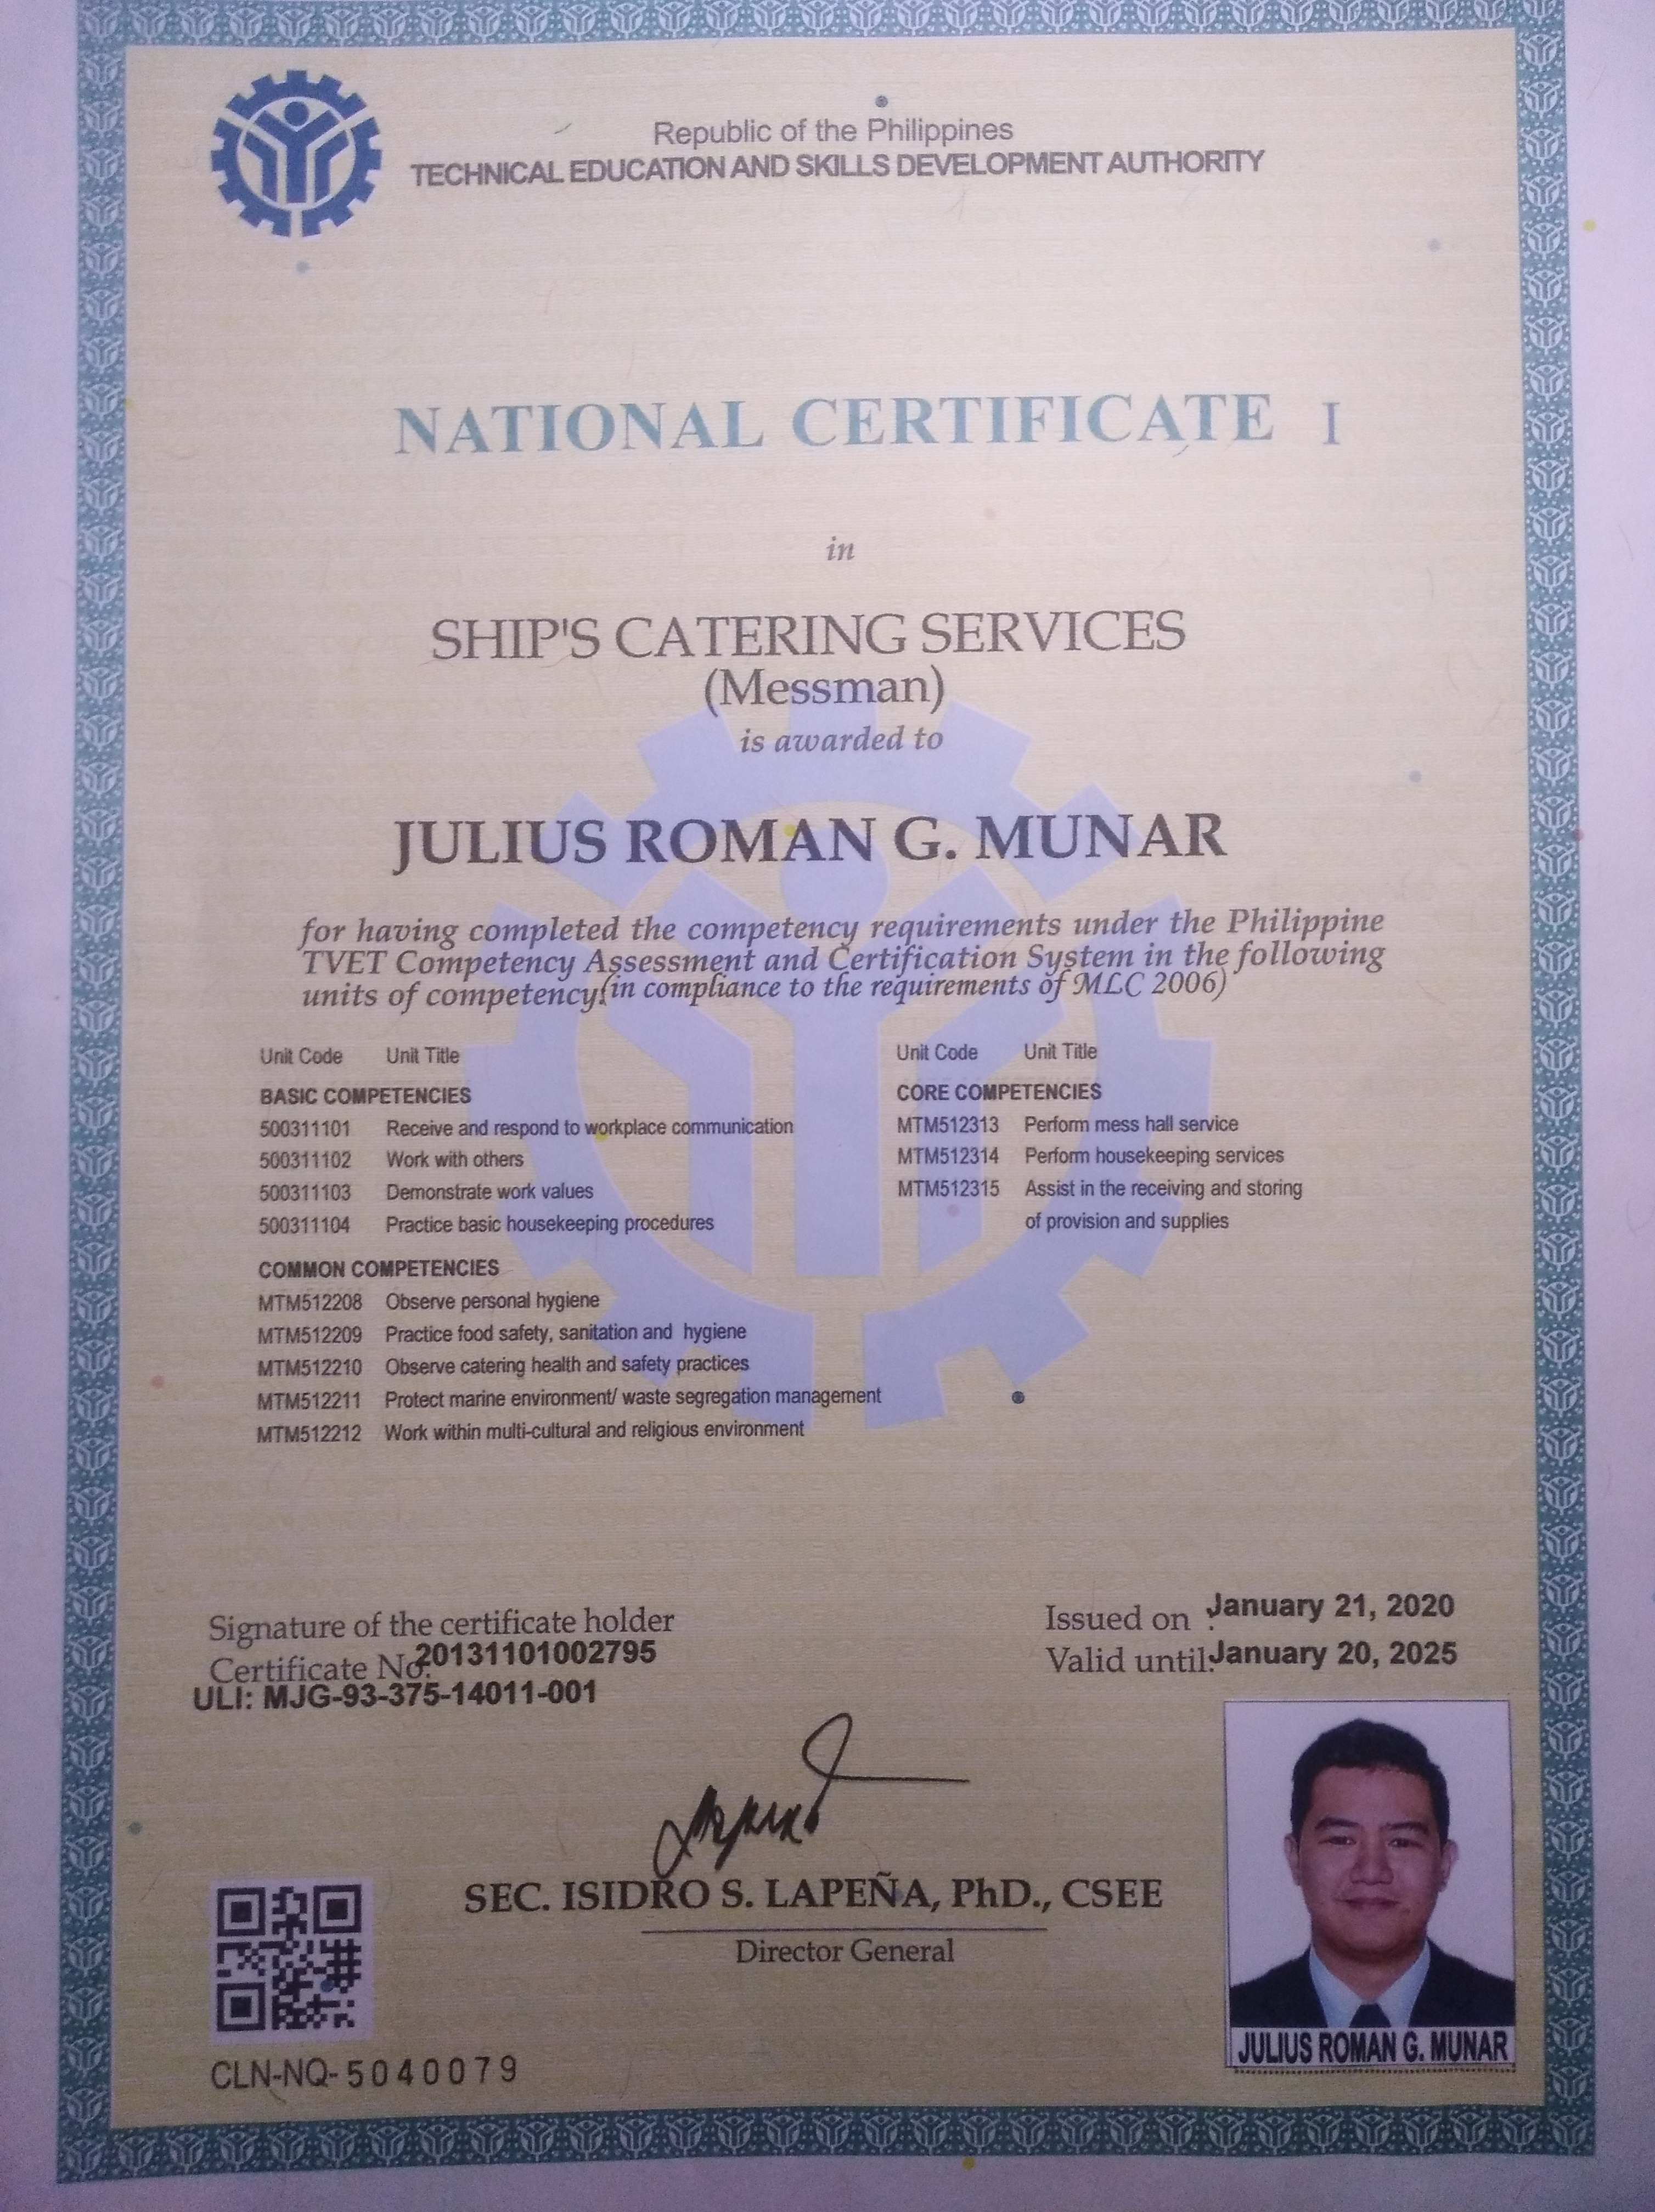 Republic of the Philippines
TECHNICAL EDUCATION AND SKILLS DEVELOPMENT AUTHORITY
NATIONAL CERTIFICATE I
in
SHIP'S CATERING SERVICES
(Messman)
is awarded to
JULIUS ROMAN G. MUNAR
for having completed the competency requirements under the Philippine
TVET Competency Assessment and Certification System in the following
units of competency:(in compliance to the requirements of MLC 2006)
Unit Code Unit Title
BASIC COMPETENCIES
500311101 Receive and respond to workplace communication
500311102 Work with others
500311103 Demonstrate work values
500311104 Practice basic housekeeping procedures
COMMON COMPETENCIES
MTM512208 Observe personal hygiene
MTM512209 Practice food safety, sanitation and hygiene
MTM512210 Observe catering health and safety practices
MTM512211 Protect marine environment/ waste segregation management
MTM512212 Work within multi-cultural and religious environment
Unit Code Unit Title
CORE COMPETENCIES
MTM512313 Perform mess hall service
MTM512314 Perform housekeeping services
MTM512315 Assist in the receiving and storing
of provision and supplies
Signature of the certificate holder
Certificate No. 20131101002795
ULI: MJG-93-375-14011-001
Issued on : January 21, 2020
Valid until: January 20, 2025
SEC. ISIDRO S. LAPEÑA, PhD., CSEE
Director General
CLN-NQ-5040079
JULIUS ROMAN G. MUNAR